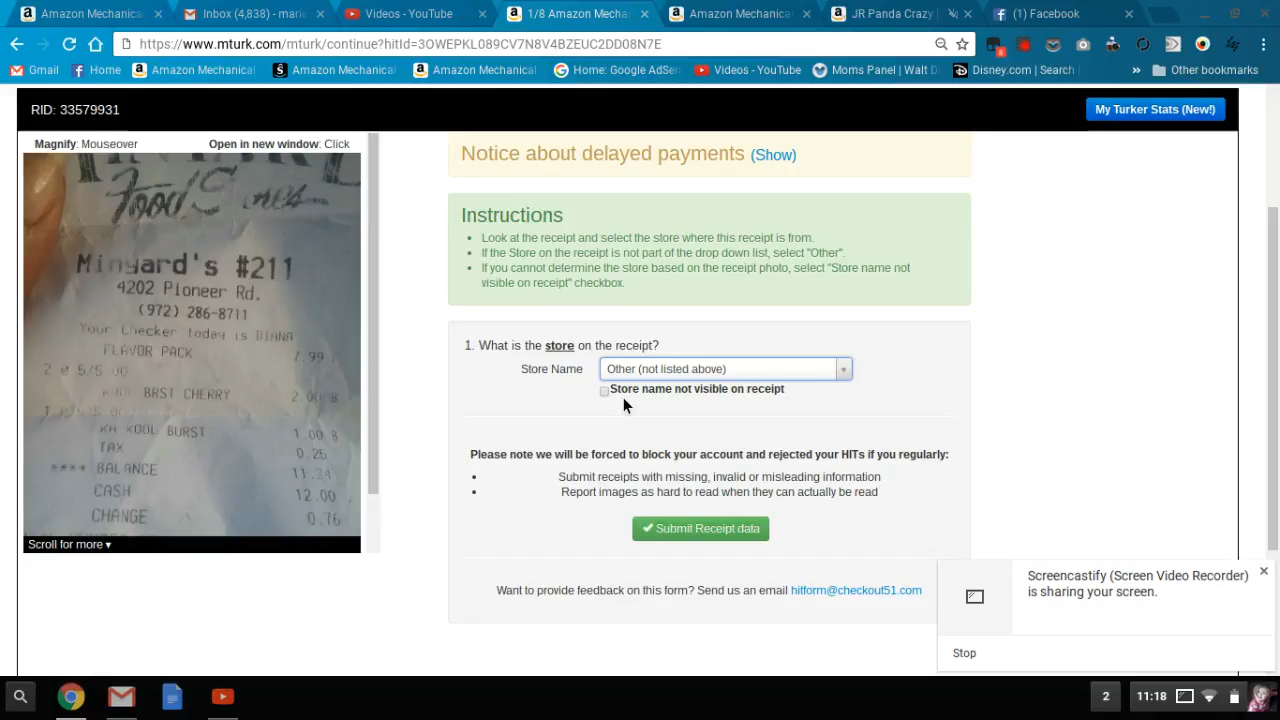 Amazon Mechanical
Inbox (4,838) - marie
Videos - YouTube
1/8 Amazon Mechan
Amazon Mechanical
JR Panda Crazy
(1) Facebook
https://www.mturk.com/mturk/continue?hitId=3OWEPKL089CV7N8V4BZEUC2DD08N7E
8
Gmail
Home
Amazon Mechanical
Amazon Mechanical
Amazon Mechanical
Home: Google AdSen
Videos - YouTube
Moms Panel | Walt D
Disney.com | Search
»
Other bookmarks
RID: 33579931
My Turker Stats (New!)
Magnify: Mouseover
Open in new window: Click
Food Stores
Minyard's #211
4202 Pioneer Rd.
(972) 286-8711
Your Checker today is DIANA
FLAVOR PACK 7.99
2 @ 5/5.00
KOOL BRST CHERRY 2.00 B
KA KOOL BURST 1.00 B
TAX 0.25
**** BALANCE 11.24
CASH 12.00
CHANGE 0.76
Scroll for more ▾
Notice about delayed payments (Show)
Instructions
• Look at the receipt and select the store where this receipt is from.
• If the Store on the receipt is not part of the drop down list, select "Other".
• If you cannot determine the store based on the receipt photo, select "Store name not
visible on receipt" checkbox.
1. What is the store on the receipt?
Store Name Other (not listed above)
Store name not visible on receipt
Please note we will be forced to block your account and rejected your HITs if you regularly:
• Submit receipts with missing, invalid or misleading information
• Report images as hard to read when they can actually be read
✔ Submit Receipt data
Want to provide feedback on this form? Send us an email hitform@checkout51.com
Screencastify (Screen Video Recorder)
is sharing your screen.
Stop
2
11:18